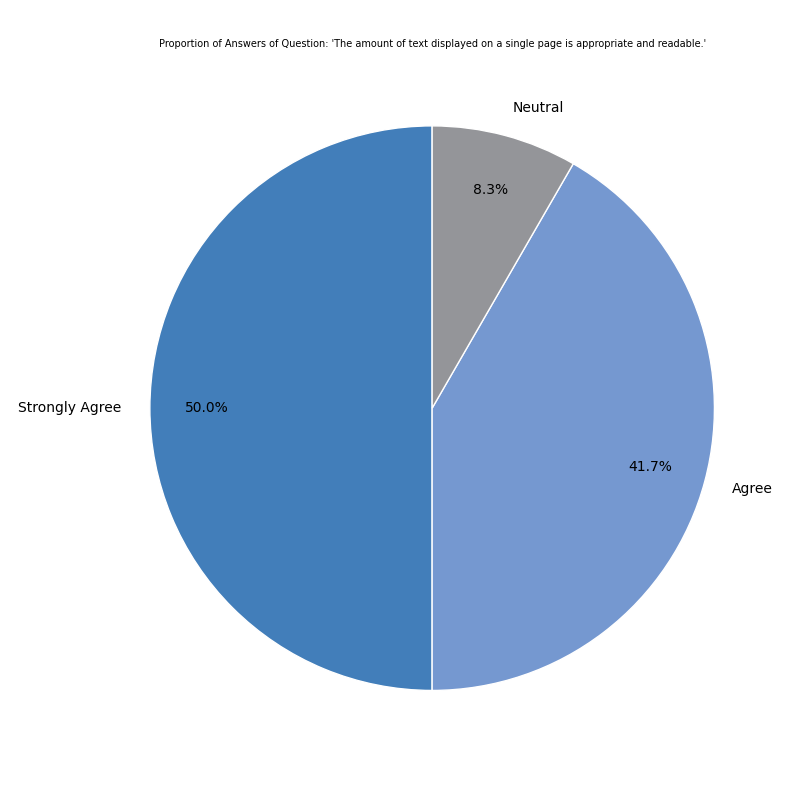 Proportion of Answers of Question: 'The amount of text displayed on a single page is appropriate and readable.'
Neutral
8.3%
Strongly Agree
50.0%
41.7%
Agree